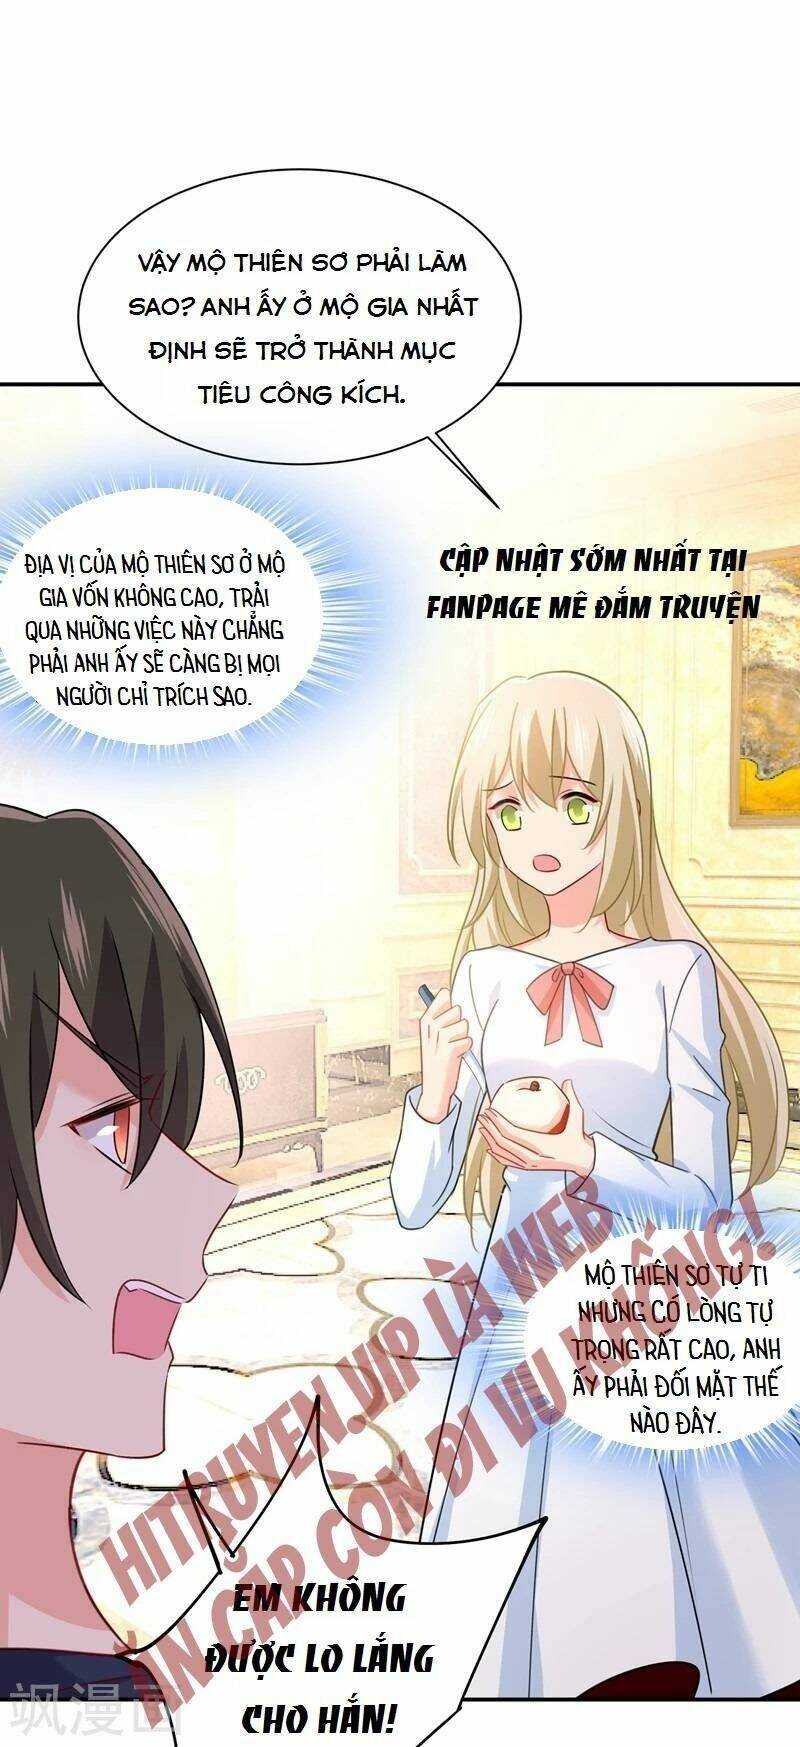 VẬY MỘ THIÊN SƠ PHẢI LÀM
SAO? ANH ẤY Ở MỘ GIA NHẤT
ĐỊNH SẼ TRỞ THÀNH MỤC
TIÊU CÔNG KÍCH.
ĐỊA VỊ CỦA MỘ THIÊN SƠ Ở MỘ
GIA VỐN KHÔNG CAO, TRẢI
QUA NHỮNG VIỆC NÀY CHẲNG
PHẢI ANH ẤY SẼ CÀNG BỊ MỌI
NGƯỜI CHỈ TRÍCH SAO.
CẬP NHẬT SỚM NHẤT TẠI
FANPAGE MÊ ĐẮM TRUYỆN
MỘ THIÊN SƠ TỰ TI
NHƯNG CÓ LÒNG TỰ
TRỌNG RẤT CAO, ANH
ẤY PHẢI ĐỐI MẶT THẾ
NÀO ĐÂY.
HITRUYEN.VIP LÀ WEB
ĂN CẮP CÒN ĐI VU KHỐNG!
EM KHÔNG
ĐƯỢC LO LẮNG
CHO HẮN!
飒漫画